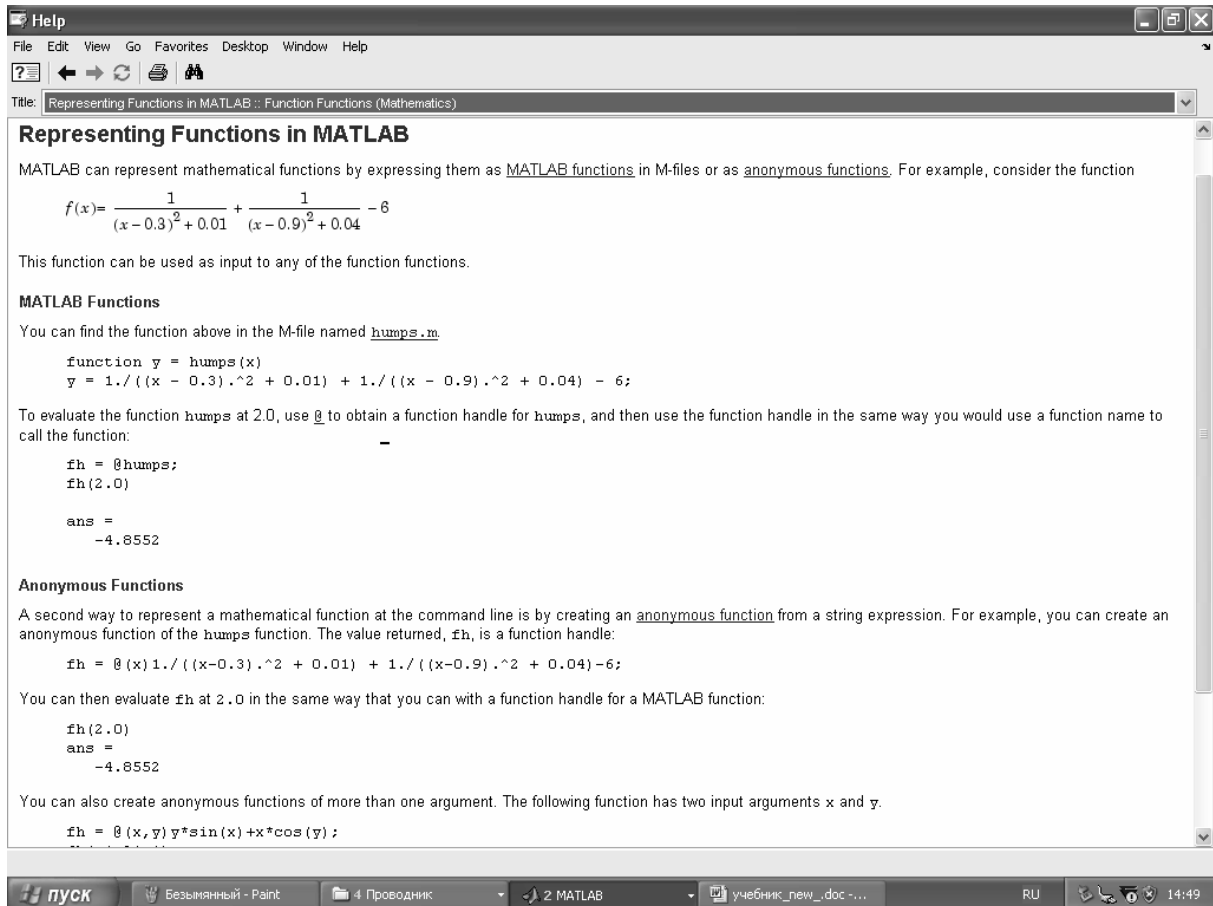 Help
File Edit View Go Favorites Desktop Window Help
Title: Representing Functions in MATLAB :: Function Functions (Mathematics)
Representing Functions in MATLAB
MATLAB can represent mathematical functions by expressing them as MATLAB functions in M-files or as anonymous functions. For example, consider the function
f(x)= 1/((x – 0.3)^2 + 0.01) + 1/((x – 0.9)^2 + 0.04) – 6
This function can be used as input to any of the function functions.
MATLAB Functions
You can find the function above in the M-file named humps.m.
function y = humps(x)
y = 1./((x - 0.3).^2 + 0.01) + 1./((x - 0.9).^2 + 0.04) - 6;
To evaluate the function humps at 2.0, use @ to obtain a function handle for humps, and then use the function handle in the same way you would use a function name to
call the function:
fh = @humps;
fh(2.0)
ans =
-4.8552
Anonymous Functions
A second way to represent a mathematical function at the command line is by creating an anonymous function from a string expression. For example, you can create an
anonymous function of the humps function. The value returned, fh, is a function handle:
fh = @(x)1./((x-0.3).^2 + 0.01) + 1./((x-0.9).^2 + 0.04)-6;
You can then evaluate fh at 2.0 in the same way that you can with a function handle for a MATLAB function:
fh(2.0)
ans =
-4.8552
You can also create anonymous functions of more than one argument. The following function has two input arguments x and y.
fh = @(x,y)y*sin(x)+x*cos(y);
пуск Безымянный - Paint 4 Проводник 2 MATLAB учебник_new_.doc -... RU 14:49